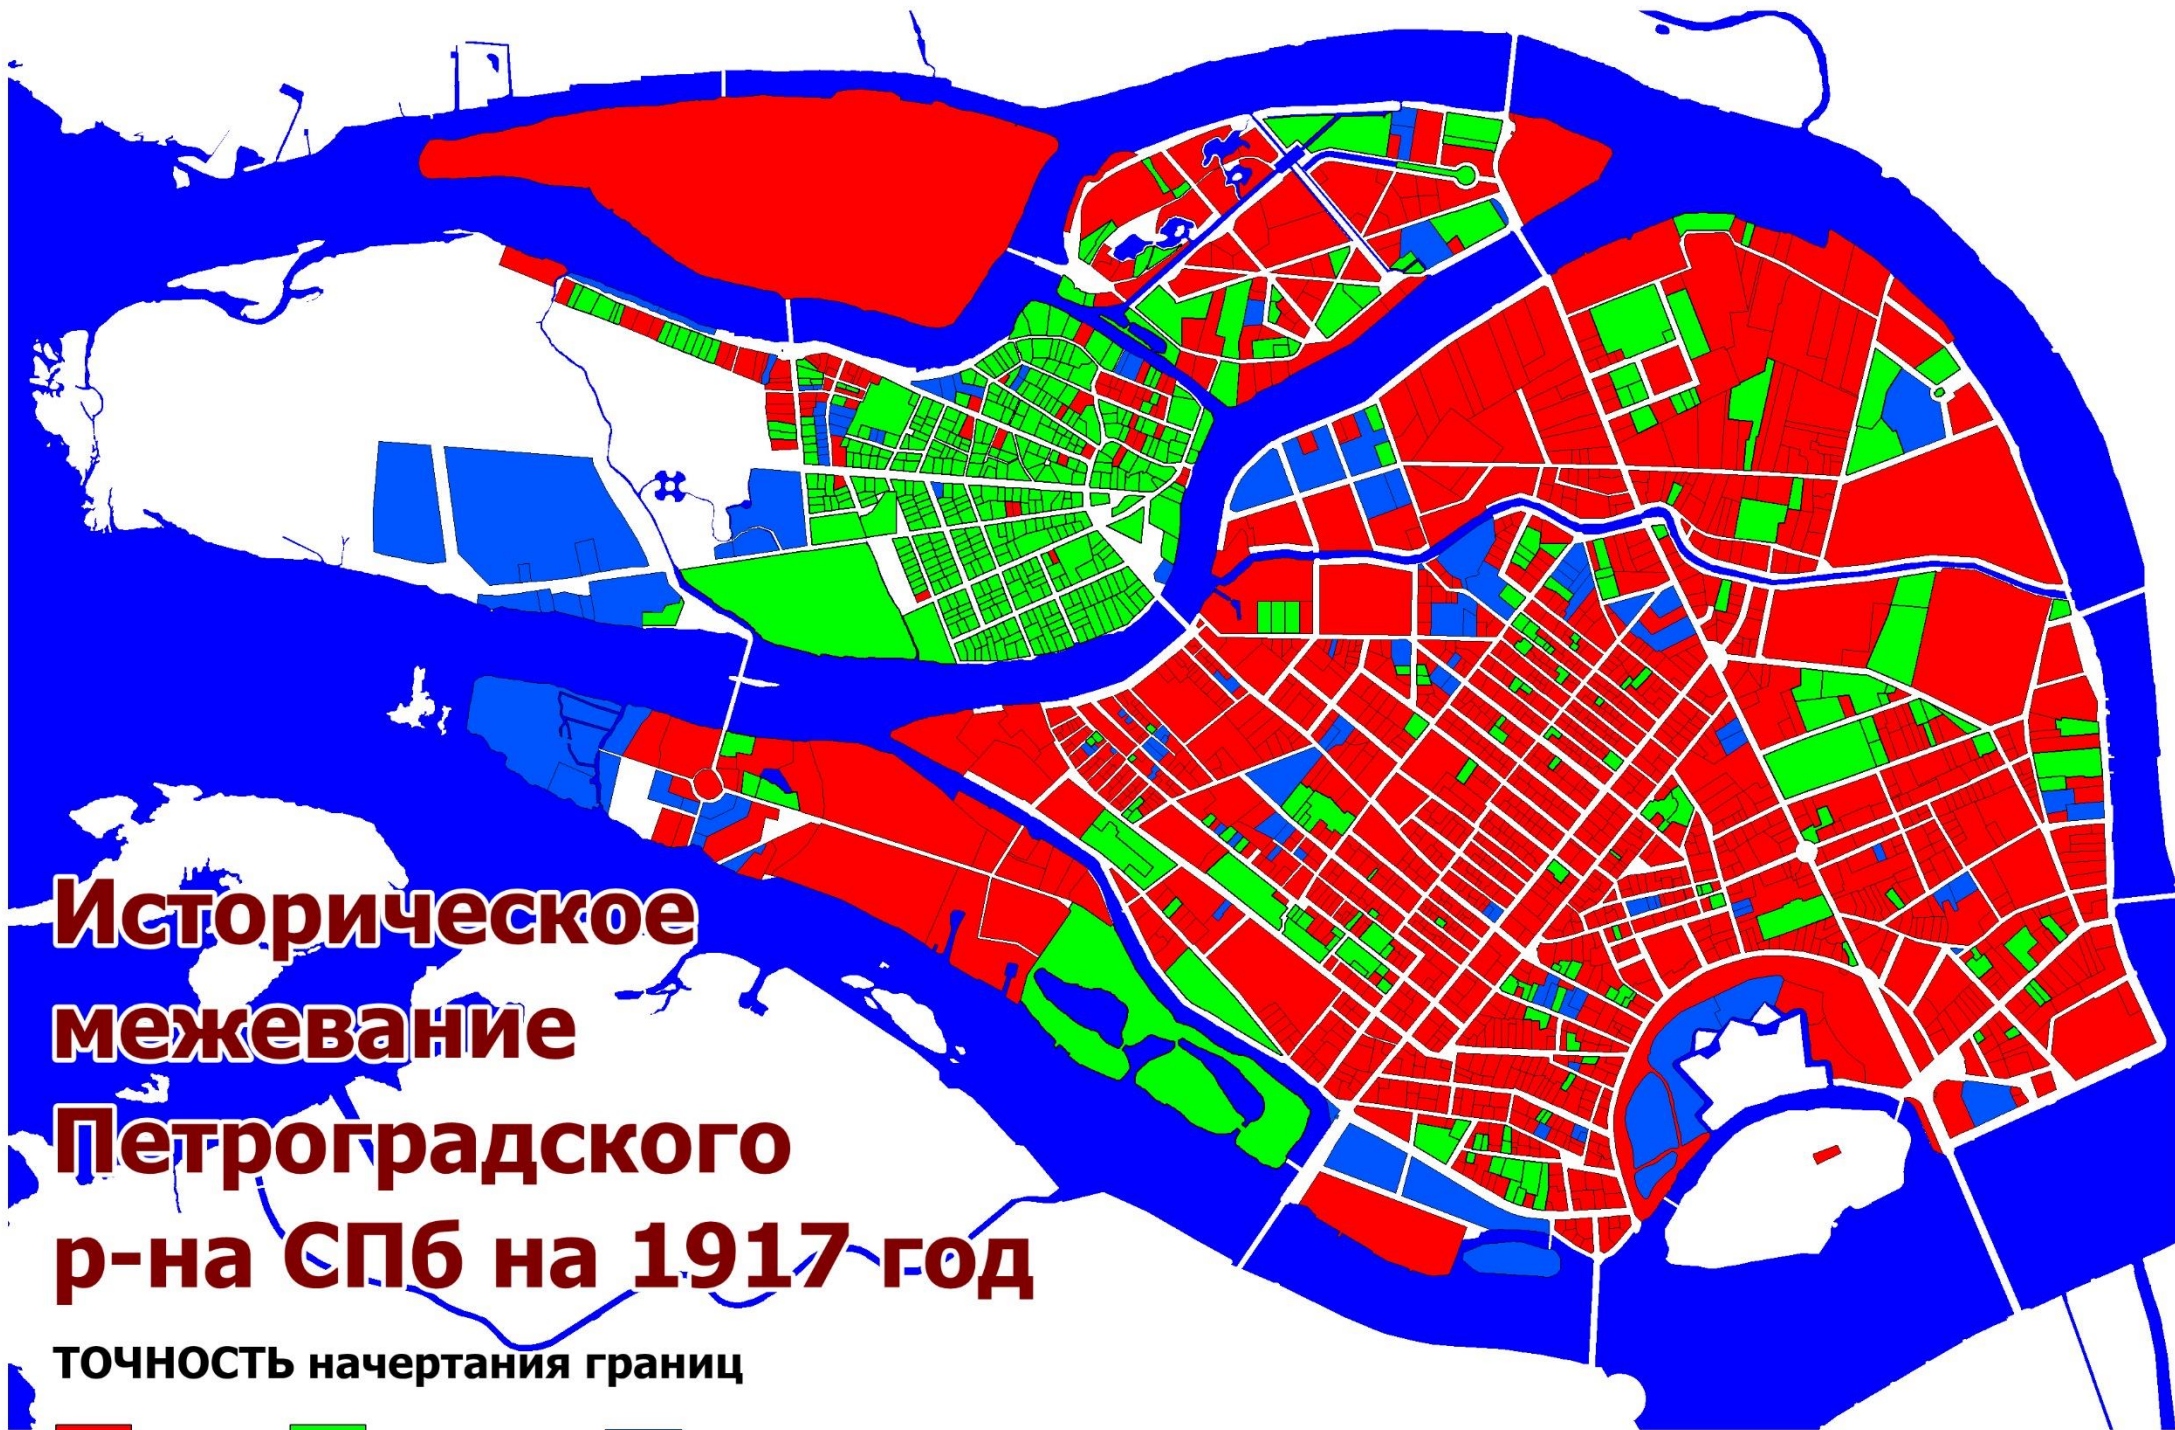 Историческое
межевание
Петроградского
р-на СПб на 1917 год
ТОЧНОСТЬ начертания границ